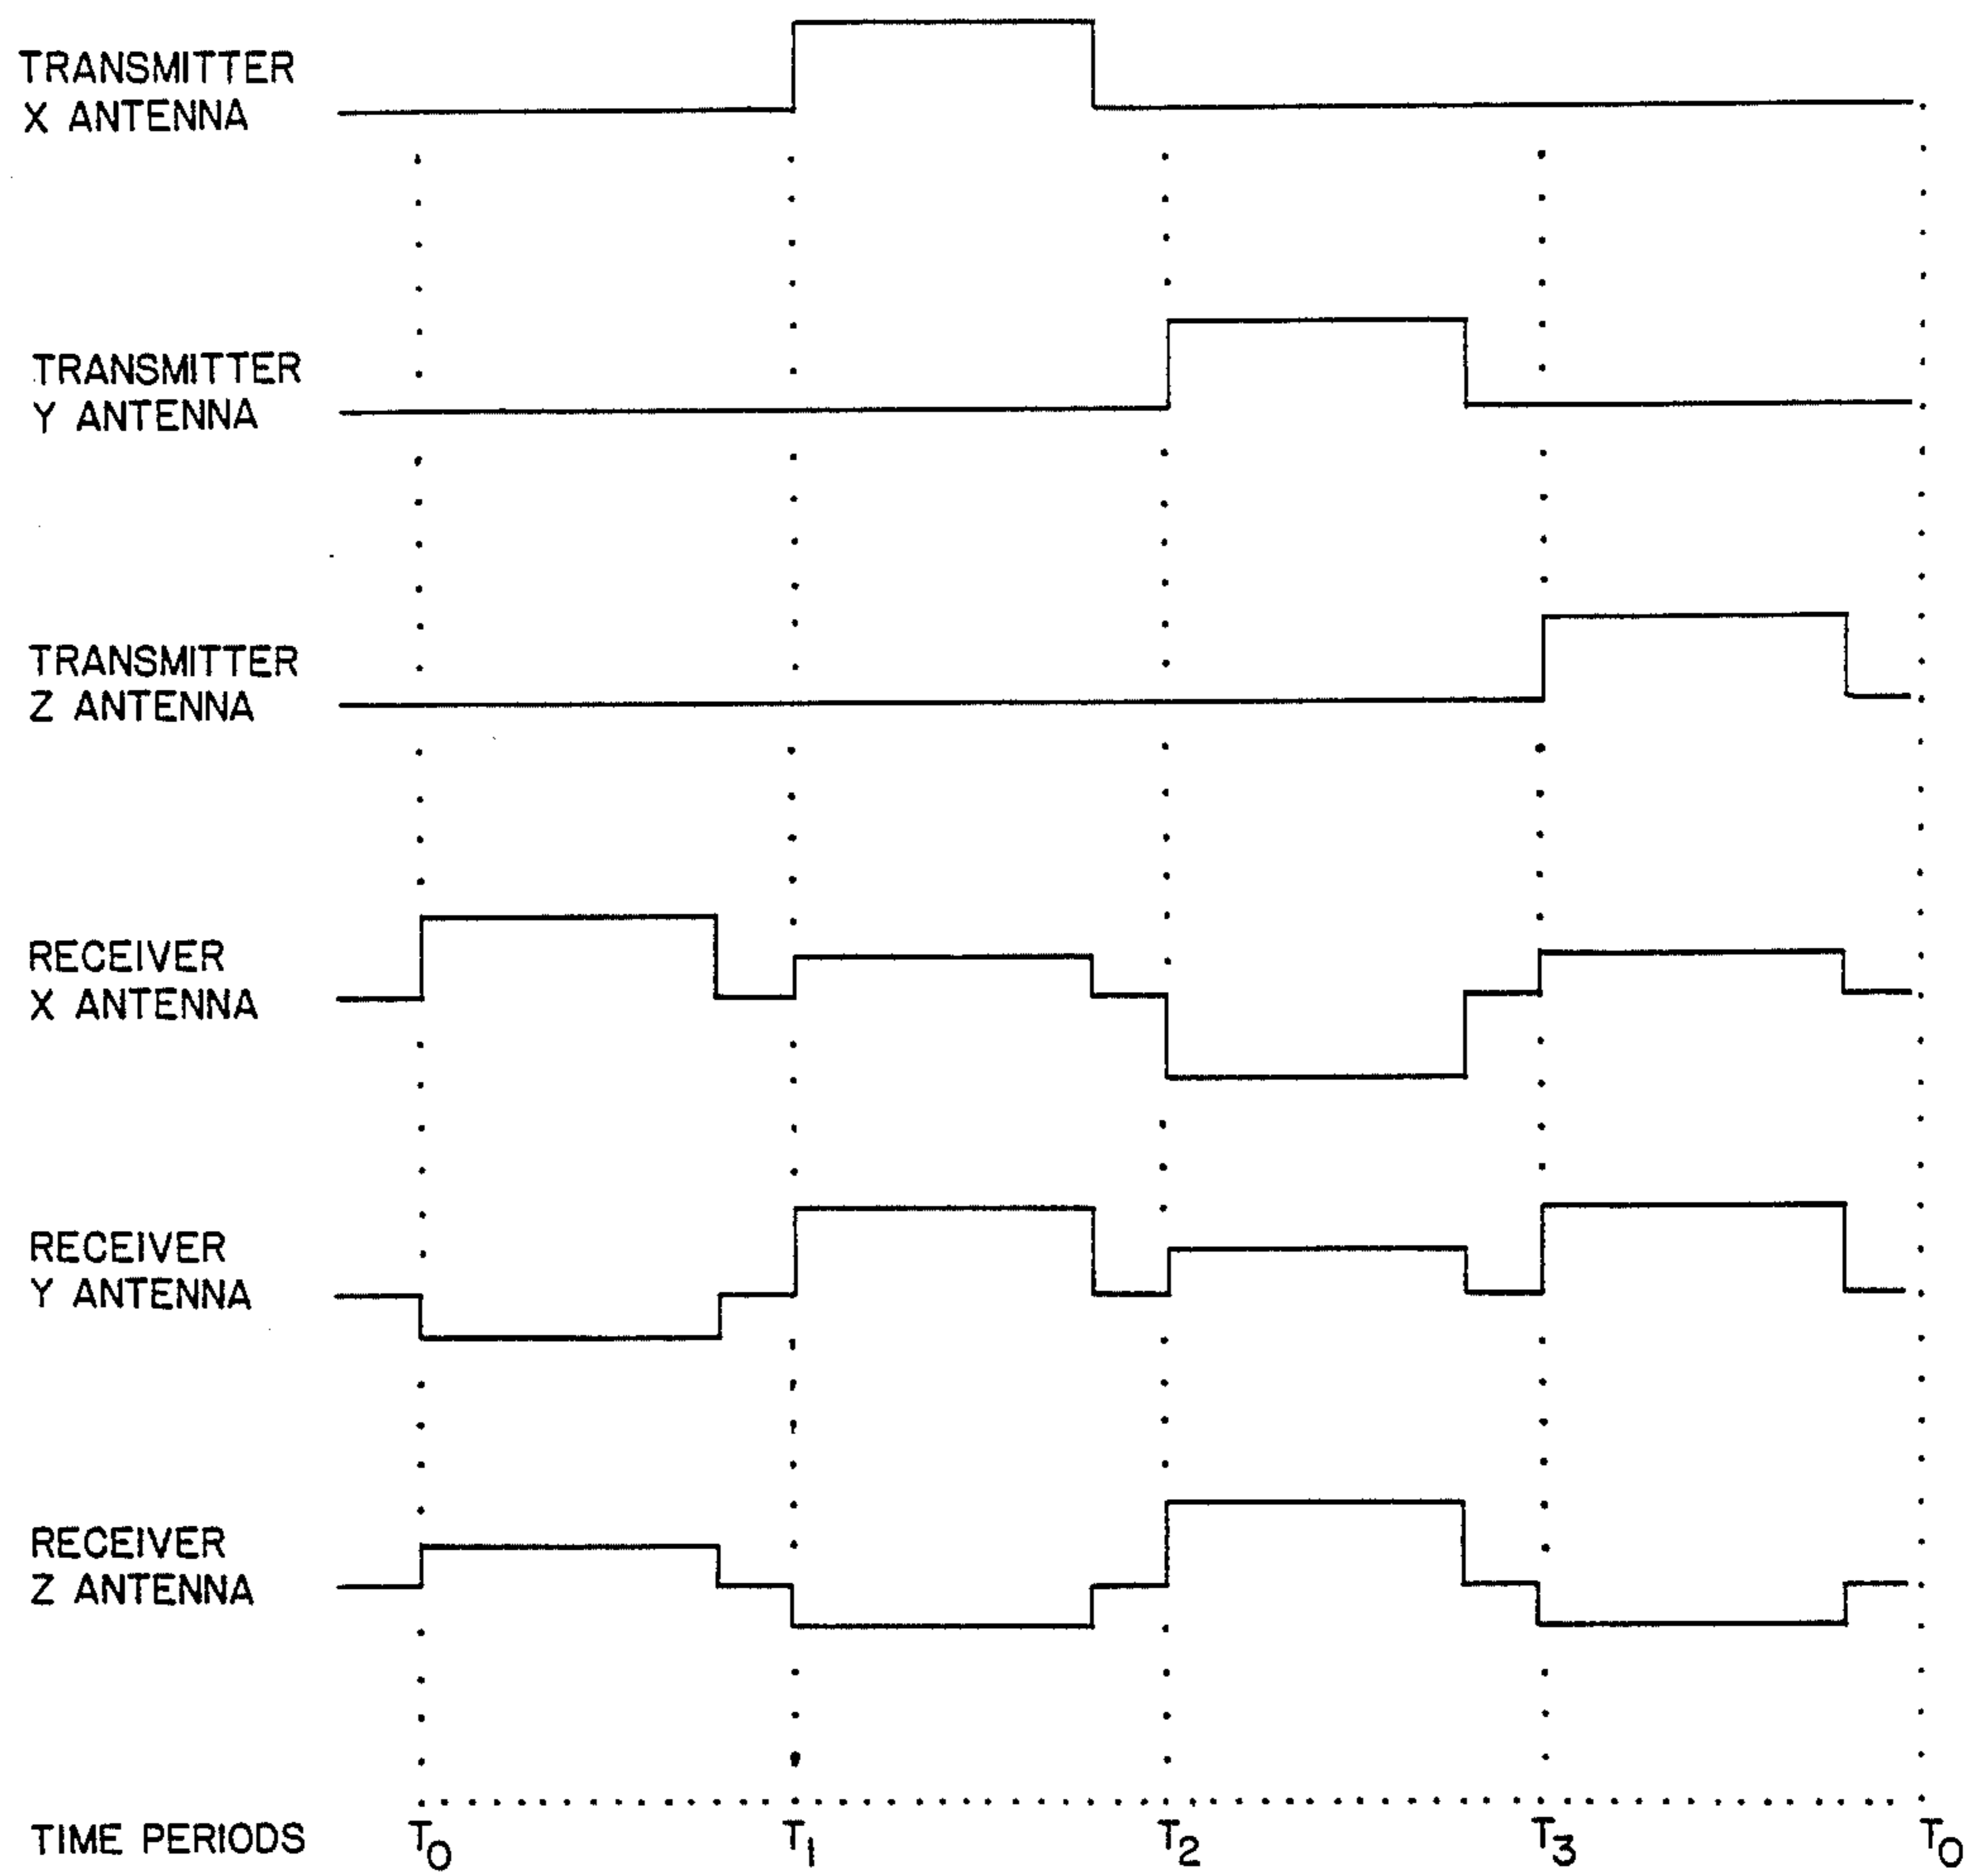 TRANSMITTER
X ANTENNA
TRANSMITTER
Y ANTENNA
TRANSMITTER
Z ANTENNA
RECEIVER
X ANTENNA
RECEIVER
Y ANTENNA
RECEIVER
Z ANTENNA
TIME PERIODS T0 T1 T2 T3 T0